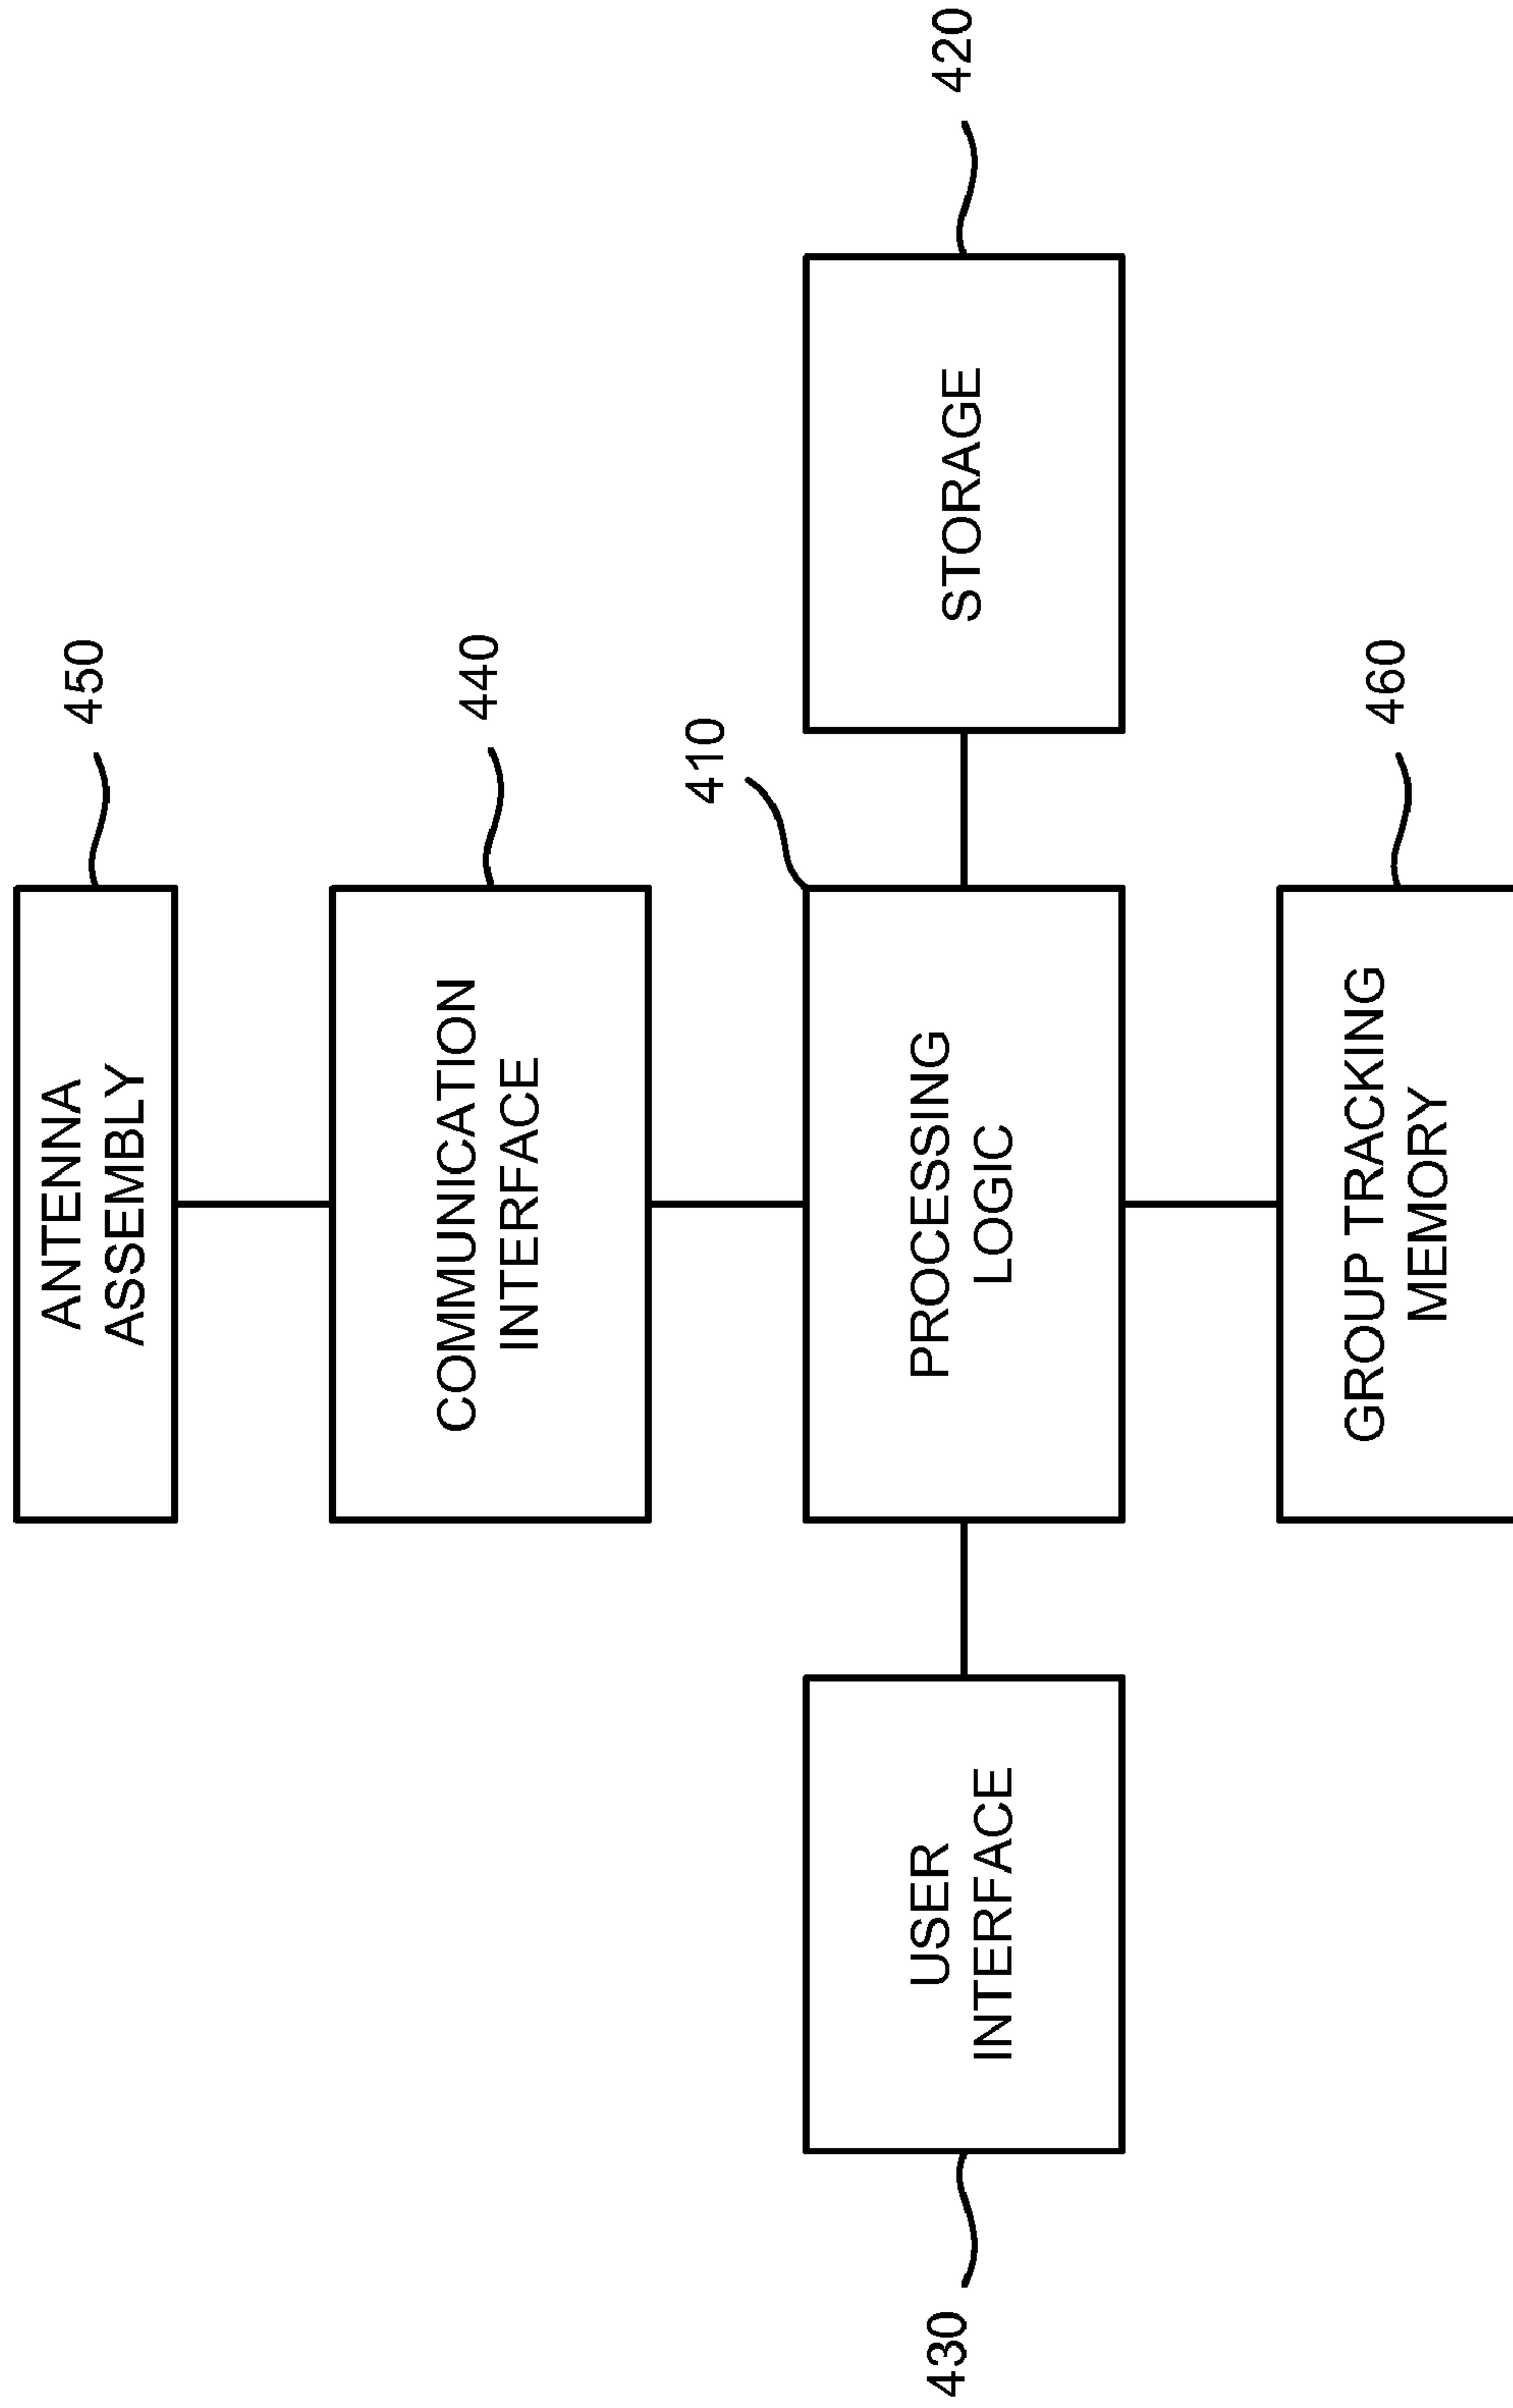 450
ANTENNA
ASSEMBLY
440
COMMUNICATION
INTERFACE
410
430
USER
INTERFACE
PROCESSING
LOGIC
STORAGE
420
460
GROUP TRACKING
MEMORY